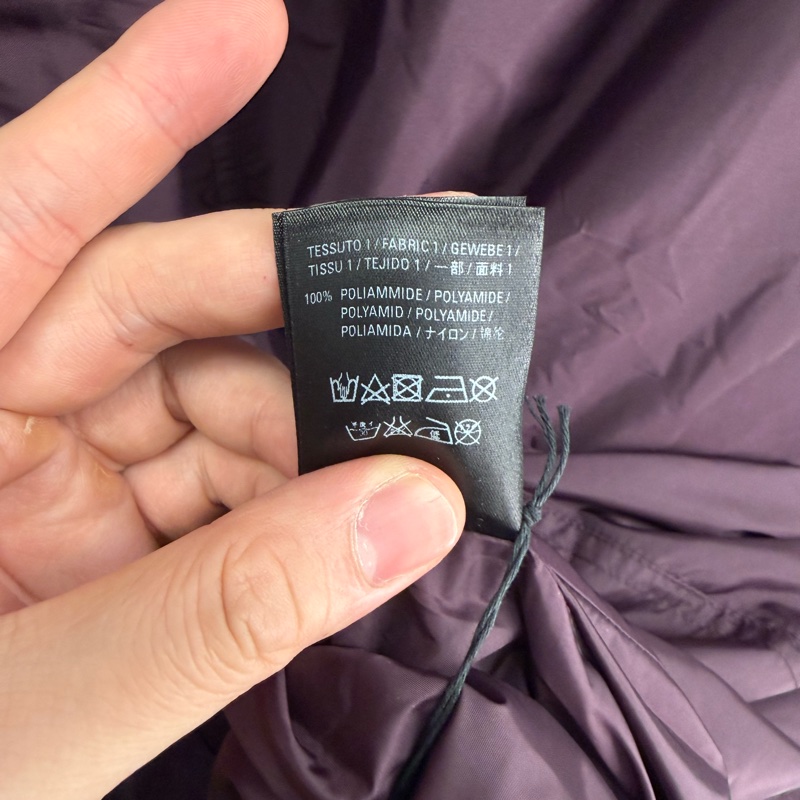 TESSUTO 1 / FABRIC 1 / GEWEBE 1 /
TISSU 1 / TEJIDO 1 / 一部 / 面料 1
100% POLIAMMIDE / POLYAMIDE /
POLYAMID / POLYAMIDE /
POLIAMIDA / ナイロン / 锦纶